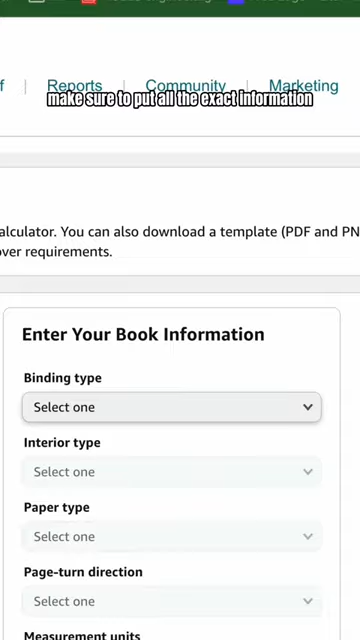 Reports | Community | Marketing
make sure to put all the exact information
alculator. You can also download a template (PDF and PN
over requirements.
Enter Your Book Information
Binding type
Select one
Interior type
Select one
Paper type
Select one
Page-turn direction
Select one
Measurement units